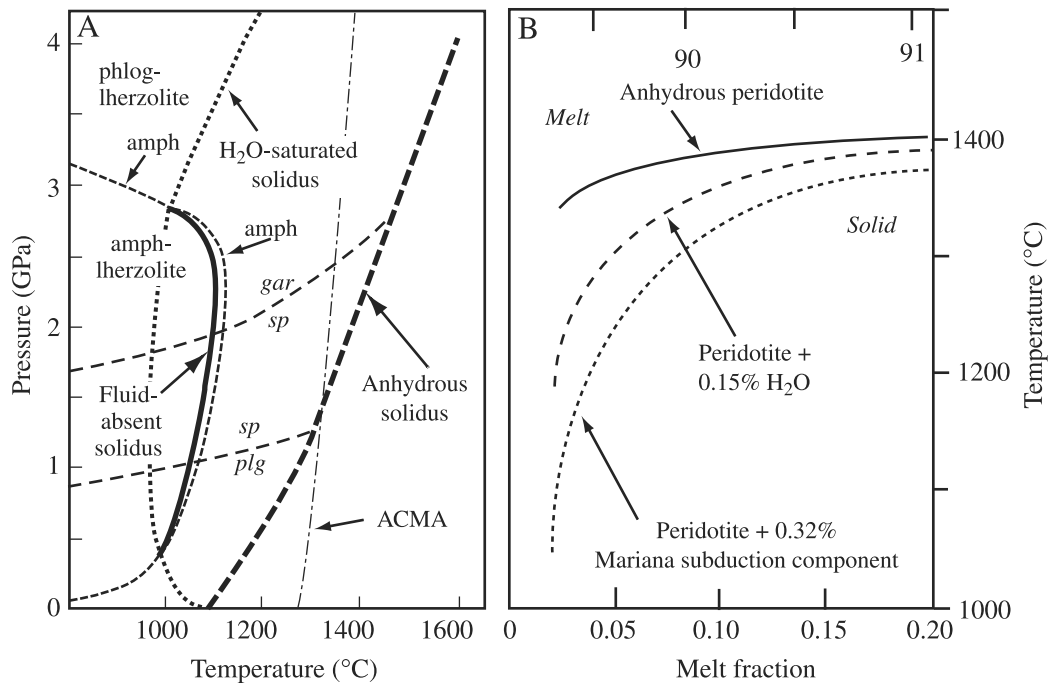 A
4
3
2
1
0
Pressure (GPa)
1000
1200
1400
1600
Temperature (°C)
phlog-
lherzolite
amph
H2O-saturated
solidus
amph-
lherzolite
amph
gar
sp
Fluid-
absent
solidus
Anhydrous
solidus
sp
plg
ACMA
B
90
91
Anhydrous peridotite
Melt
Solid
Peridotite +
0.15% H2O
Peridotite + 0.32%
Mariana subduction component
1400
1200
1000
Temperature (°C)
0
0.05
0.10
0.15
0.20
Melt fraction